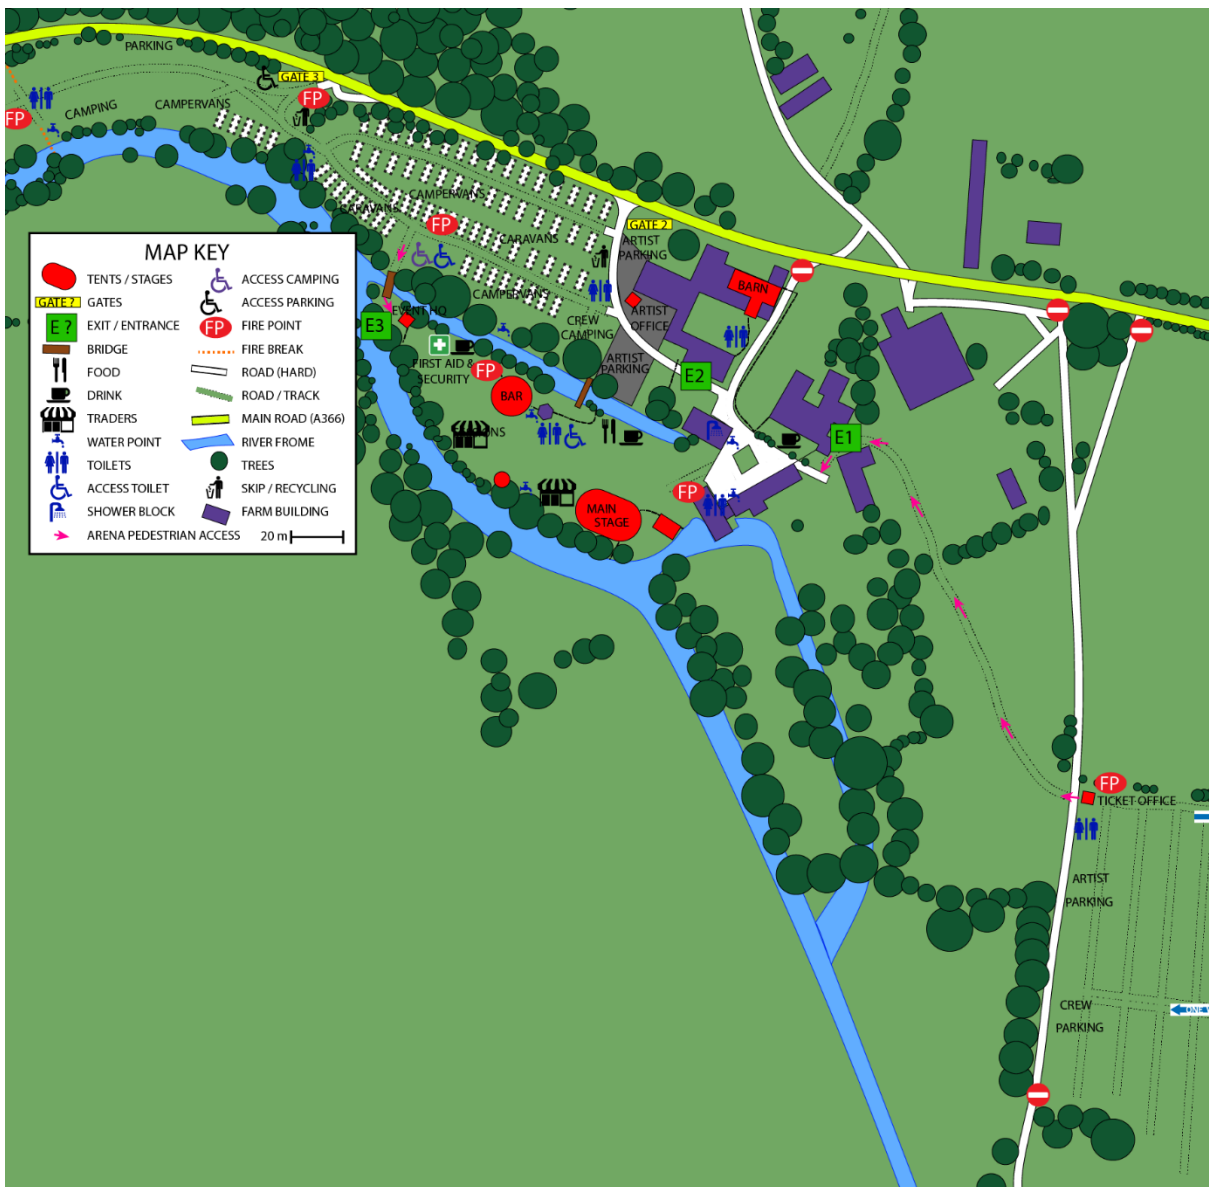 PARKING
GATE 3
CAMPERVANS
CAMPING
FP
FP
CAMPERVANS
CARAVANS
FP
CARAVANS
CAMPERVANS
GATE 2
ARTIST
PARKING
BARN
ARTIST
OFFICE
CREW
CAMPING
ARTIST
PARKING
EVENT HQ
E3
FIRST AID &
SECURITY
FP
BAR
E2
E1
FP
MAIN
STAGE
MAP KEY
TENTS / STAGES
GATE ? GATES
E ? EXIT / ENTRANCE
BRIDGE
FOOD
DRINK
TRADERS
WATER POINT
TOILETS
ACCESS TOILET
SHOWER BLOCK
ARENA PEDESTRIAN ACCESS
ACCESS CAMPING
ACCESS PARKING
FP FIRE POINT
FIRE BREAK
ROAD (HARD)
ROAD / TRACK
MAIN ROAD (A366)
RIVER FROME
TREES
SKIP / RECYCLING
FARM BUILDING
20 m
FP
TICKET OFFICE
ARTIST
PARKING
CREW
PARKING
ONE